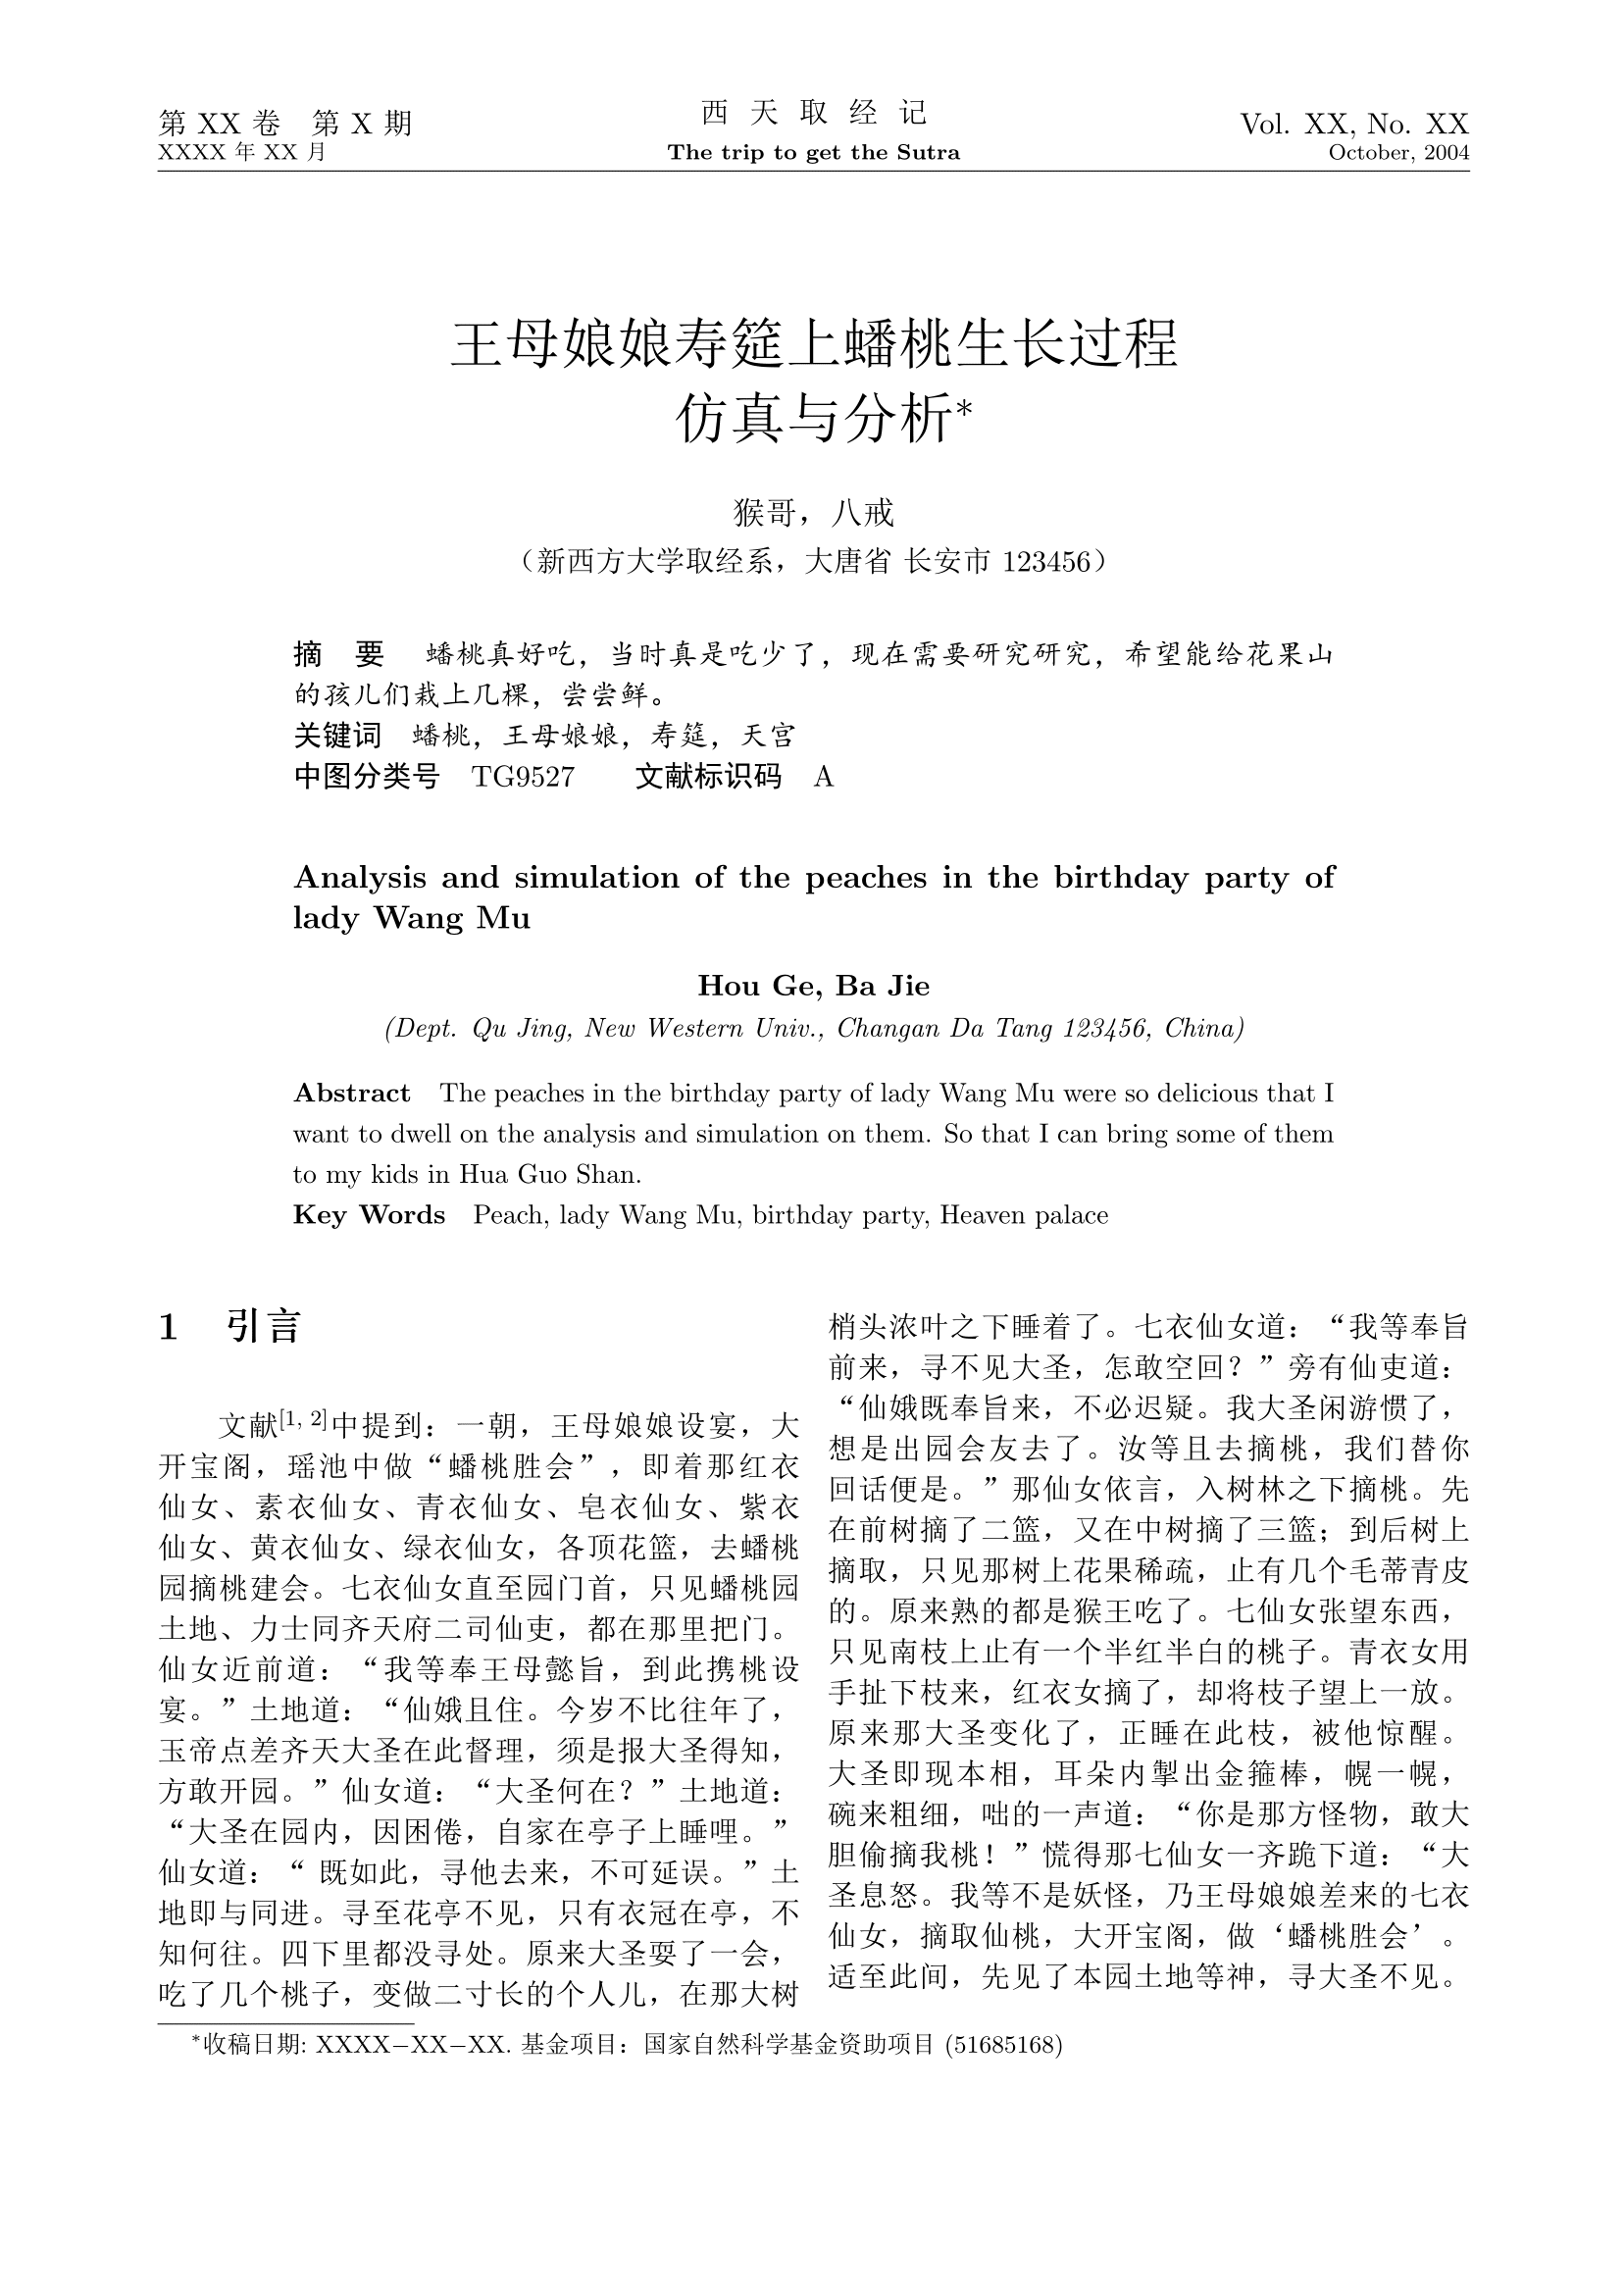 第 XX 卷　第 X 期
XXXX 年 XX 月
西 天 取 经 记
The trip to get the Sutra
Vol. XX, No. XX
October, 2004
王母娘娘寿筵上蟠桃生长过程
仿真与分析*
猴哥，八戒
（新西方大学取经系，大唐省 长安市 123456）
摘　要　蟠桃真好吃，当时真是吃少了，现在需要研究研究，希望能给花果山
的孩儿们栽上几棵，尝尝鲜。
关键词　蟠桃，王母娘娘，寿筵，天宫
中图分类号　TG9527　　文献标识码　A
Analysis and simulation of the peaches in the birthday party of
lady Wang Mu
Hou Ge, Ba Jie
(Dept. Qu Jing, New Western Univ., Changan Da Tang 123456, China)
Abstract　The peaches in the birthday party of lady Wang Mu were so delicious that I
want to dwell on the analysis and simulation on them. So that I can bring some of them
to my kids in Hua Guo Shan.
Key Words　Peach, lady Wang Mu, birthday party, Heaven palace
1　引言
文献[1, 2]中提到：一朝，王母娘娘设宴，大
开宝阁，瑶池中做“蟠桃胜会”，即着那红衣
仙女、素衣仙女、青衣仙女、皂衣仙女、紫衣
仙女、黄衣仙女、绿衣仙女，各顶花篮，去蟠桃
园摘桃建会。七衣仙女直至园门首，只见蟠桃园
土地、力士同齐天府二司仙吏，都在那里把门。
仙女近前道：“我等奉王母懿旨，到此携桃设
宴。”土地道：“仙娥且住。今岁不比往年了，
玉帝点差齐天大圣在此督理，须是报大圣得知，
方敢开园。”仙女道：“大圣何在？”土地道：
“大圣在园内，因困倦，自家在亭子上睡哩。”
仙女道：“ 既如此，寻他去来，不可延误。”土
地即与同进。寻至花亭不见，只有衣冠在亭，不
知何往。四下里都没寻处。原来大圣耍了一会，
吃了几个桃子，变做二寸长的个人儿，在那大树
梢头浓叶之下睡着了。七衣仙女道：“我等奉旨
前来，寻不见大圣，怎敢空回？”旁有仙吏道：
“仙娥既奉旨来，不必迟疑。我大圣闲游惯了，
想是出园会友去了。汝等且去摘桃，我们替你
回话便是。”那仙女依言，入树林之下摘桃。先
在前树摘了二篮，又在中树摘了三篮；到后树上
摘取，只见那树上花果稀疏，止有几个毛蒂青皮
的。原来熟的都是猴王吃了。七仙女张望东西，
只见南枝上止有一个半红半白的桃子。青衣女用
手扯下枝来，红衣女摘了，却将枝子望上一放。
原来那大圣变化了，正睡在此枝，被他惊醒。
大圣即现本相，耳朵内掣出金箍棒，幌一幌，
碗来粗细，咄的一声道：“你是那方怪物，敢大
胆偷摘我桃！”慌得那七仙女一齐跪下道：“大
圣息怒。我等不是妖怪，乃王母娘娘差来的七衣
仙女，摘取仙桃，大开宝阁，做‘蟠桃胜会’。
适至此间，先见了本园土地等神，寻大圣不见。
*收稿日期: XXXX–XX–XX. 基金项目：国家自然科学基金资助项目 (51685168)